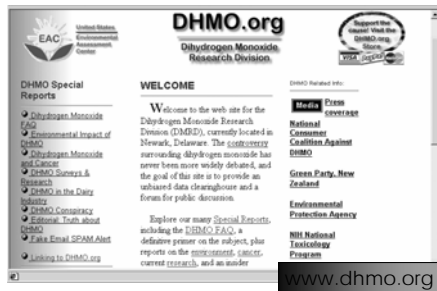 EAC
United States
Environmental
Assessment
Center
DHMO.org
Dihydrogen Monoxide
Research Division
Support the
cause! Visit the
DHMO.org
Store
VISA
DHMO Special
Reports
Dihydrogen Monoxide
FAQ
Environmental Impact of
DHMO
Dihydrogen Monoxide
and Cancer
DHMO Surveys &
Research
DHMO in the Dairy
Industry
DHMO Conspiracy
Editorial: Truth about
DHMO
Fake Email SPAM Alert
Linking to DHMO.org
WELCOME
Welcome to the web site for the
Dihydrogen Monoxide Research
Division (DMRD), currently located in
Newark, Delaware. The controversy
surrounding dihydrogen monoxide has
never been more widely debated, and
the goal of this site is to provide an
unbiased data clearinghouse and a
forum for public discussion.
Explore our many Special Reports,
including the DHMO FAQ, a
definitive primer on the subject, plus
reports on the environment, cancer,
current research, and an insider
DHMO Related Info:
Media Press
coverage
National
Consumer
Coalition Against
DHMO
Green Party, New
Zealand
Environmental
Protection Agency
NIH National
Toxicology
Program
www.dhmo.org